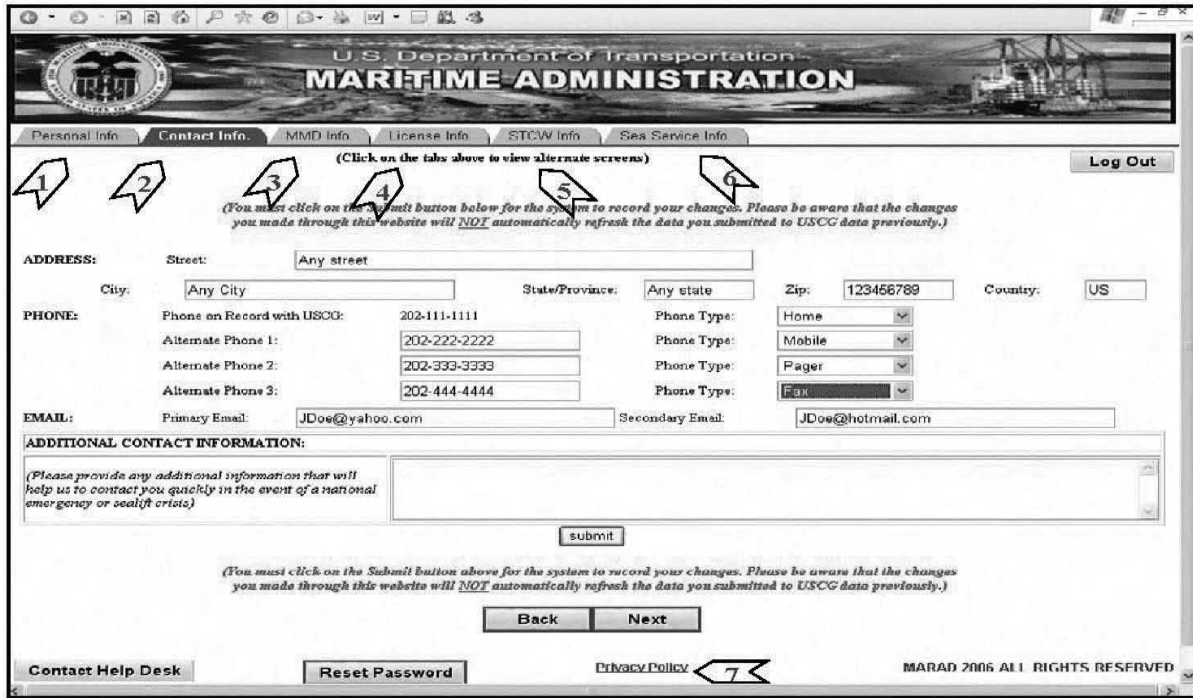 U.S. Department of Transportation
MARITIME ADMINISTRATION
Personal Info Contact Info. MMD Info License Info STCW Info Sea Service Info
(Click on the tabs above to view alternate screens)
Log Out
1 2 3 4 5 6
(You must click on the Submit button below for the system to record your changes. Please be aware that the changes
you made through this website will NOT automatically refresh the data you submitted to USCG data previously.)
ADDRESS: Street: Any street
City: Any City State/Province: Any state Zip: 123456789 Country: US
PHONE: Phone on Record with USCG: 202-111-1111 Phone Type: Home
Alternate Phone 1: 202-222-2222 Phone Type: Mobile
Alternate Phone 2: 202-333-3333 Phone Type: Pager
Alternate Phone 3: 202-444-4444 Phone Type: Fax
EMAIL: Primary Email: JDoe@yahoo.com Secondary Email: JDoe@hotmail.com
ADDITIONAL CONTACT INFORMATION:
(Please provide any additional information that will
help us to contact you quickly in the event of a national
emergency or sealift crisis)
submit
(You must click on the Submit button above for the system to record your changes. Please be aware that the changes
you made through this website will NOT automatically refresh the data you submitted to USCG data previously.)
Back Next
Contact Help Desk Reset Password Privacy Policy 7 MARAD 2006 ALL RIGHTS RESERVED